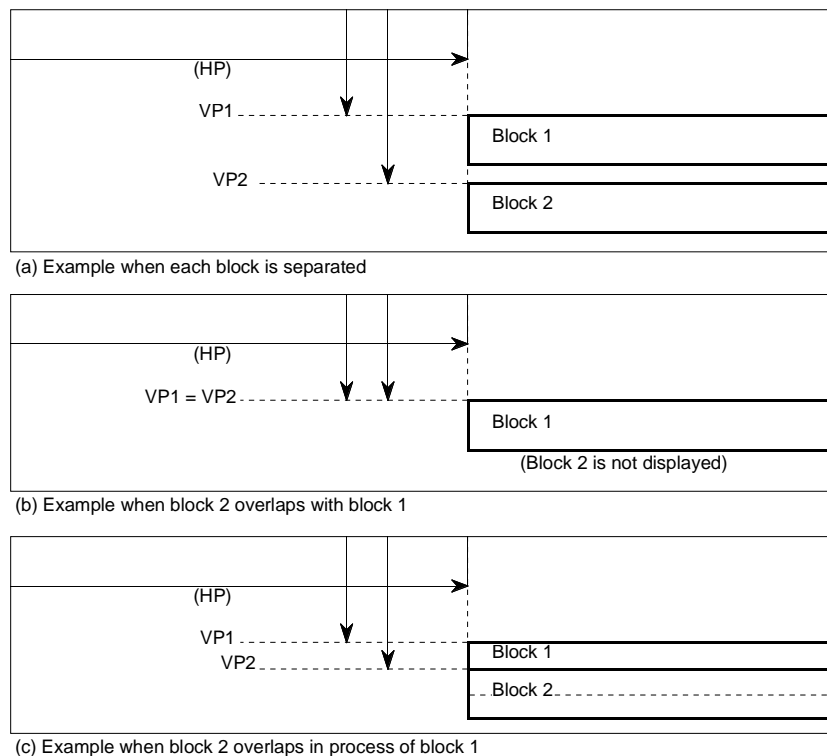 (HP)
VP1
Block 1
VP2
Block 2
(a) Example when each block is separated
(HP)
VP1 = VP2
Block 1
(Block 2 is not displayed)
(b) Example when block 2 overlaps with block 1
(HP)
VP1
Block 1
VP2
Block 2
(c) Example when block 2 overlaps in process of block 1